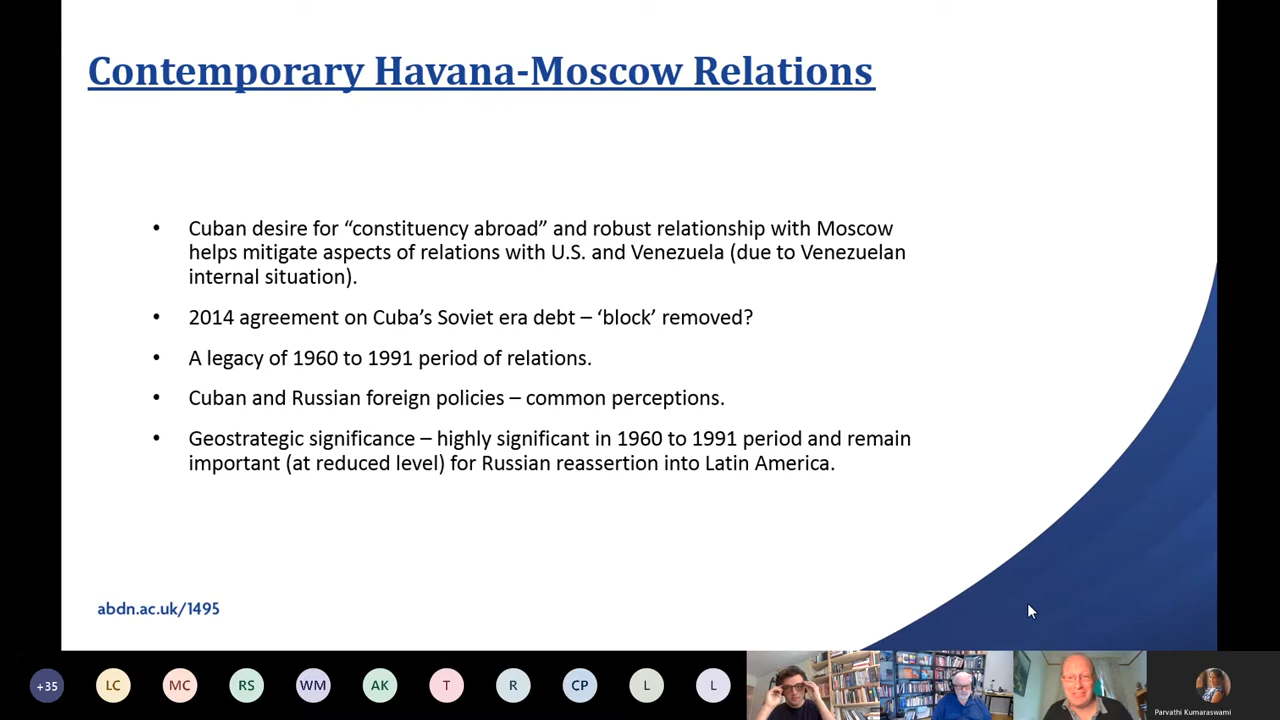 Contemporary Havana-Moscow Relations
• Cuban desire for “constituency abroad” and robust relationship with Moscow
helps mitigate aspects of relations with U.S. and Venezuela (due to Venezuelan
internal situation).
• 2014 agreement on Cuba’s Soviet era debt – ‘block’ removed?
• A legacy of 1960 to 1991 period of relations.
• Cuban and Russian foreign policies – common perceptions.
• Geostrategic significance – highly significant in 1960 to 1991 period and remain
important (at reduced level) for Russian reassertion into Latin America.
abdn.ac.uk/1495
+35 LC MC RS WM AK T R CP L L
Parvathi Kumaraswami